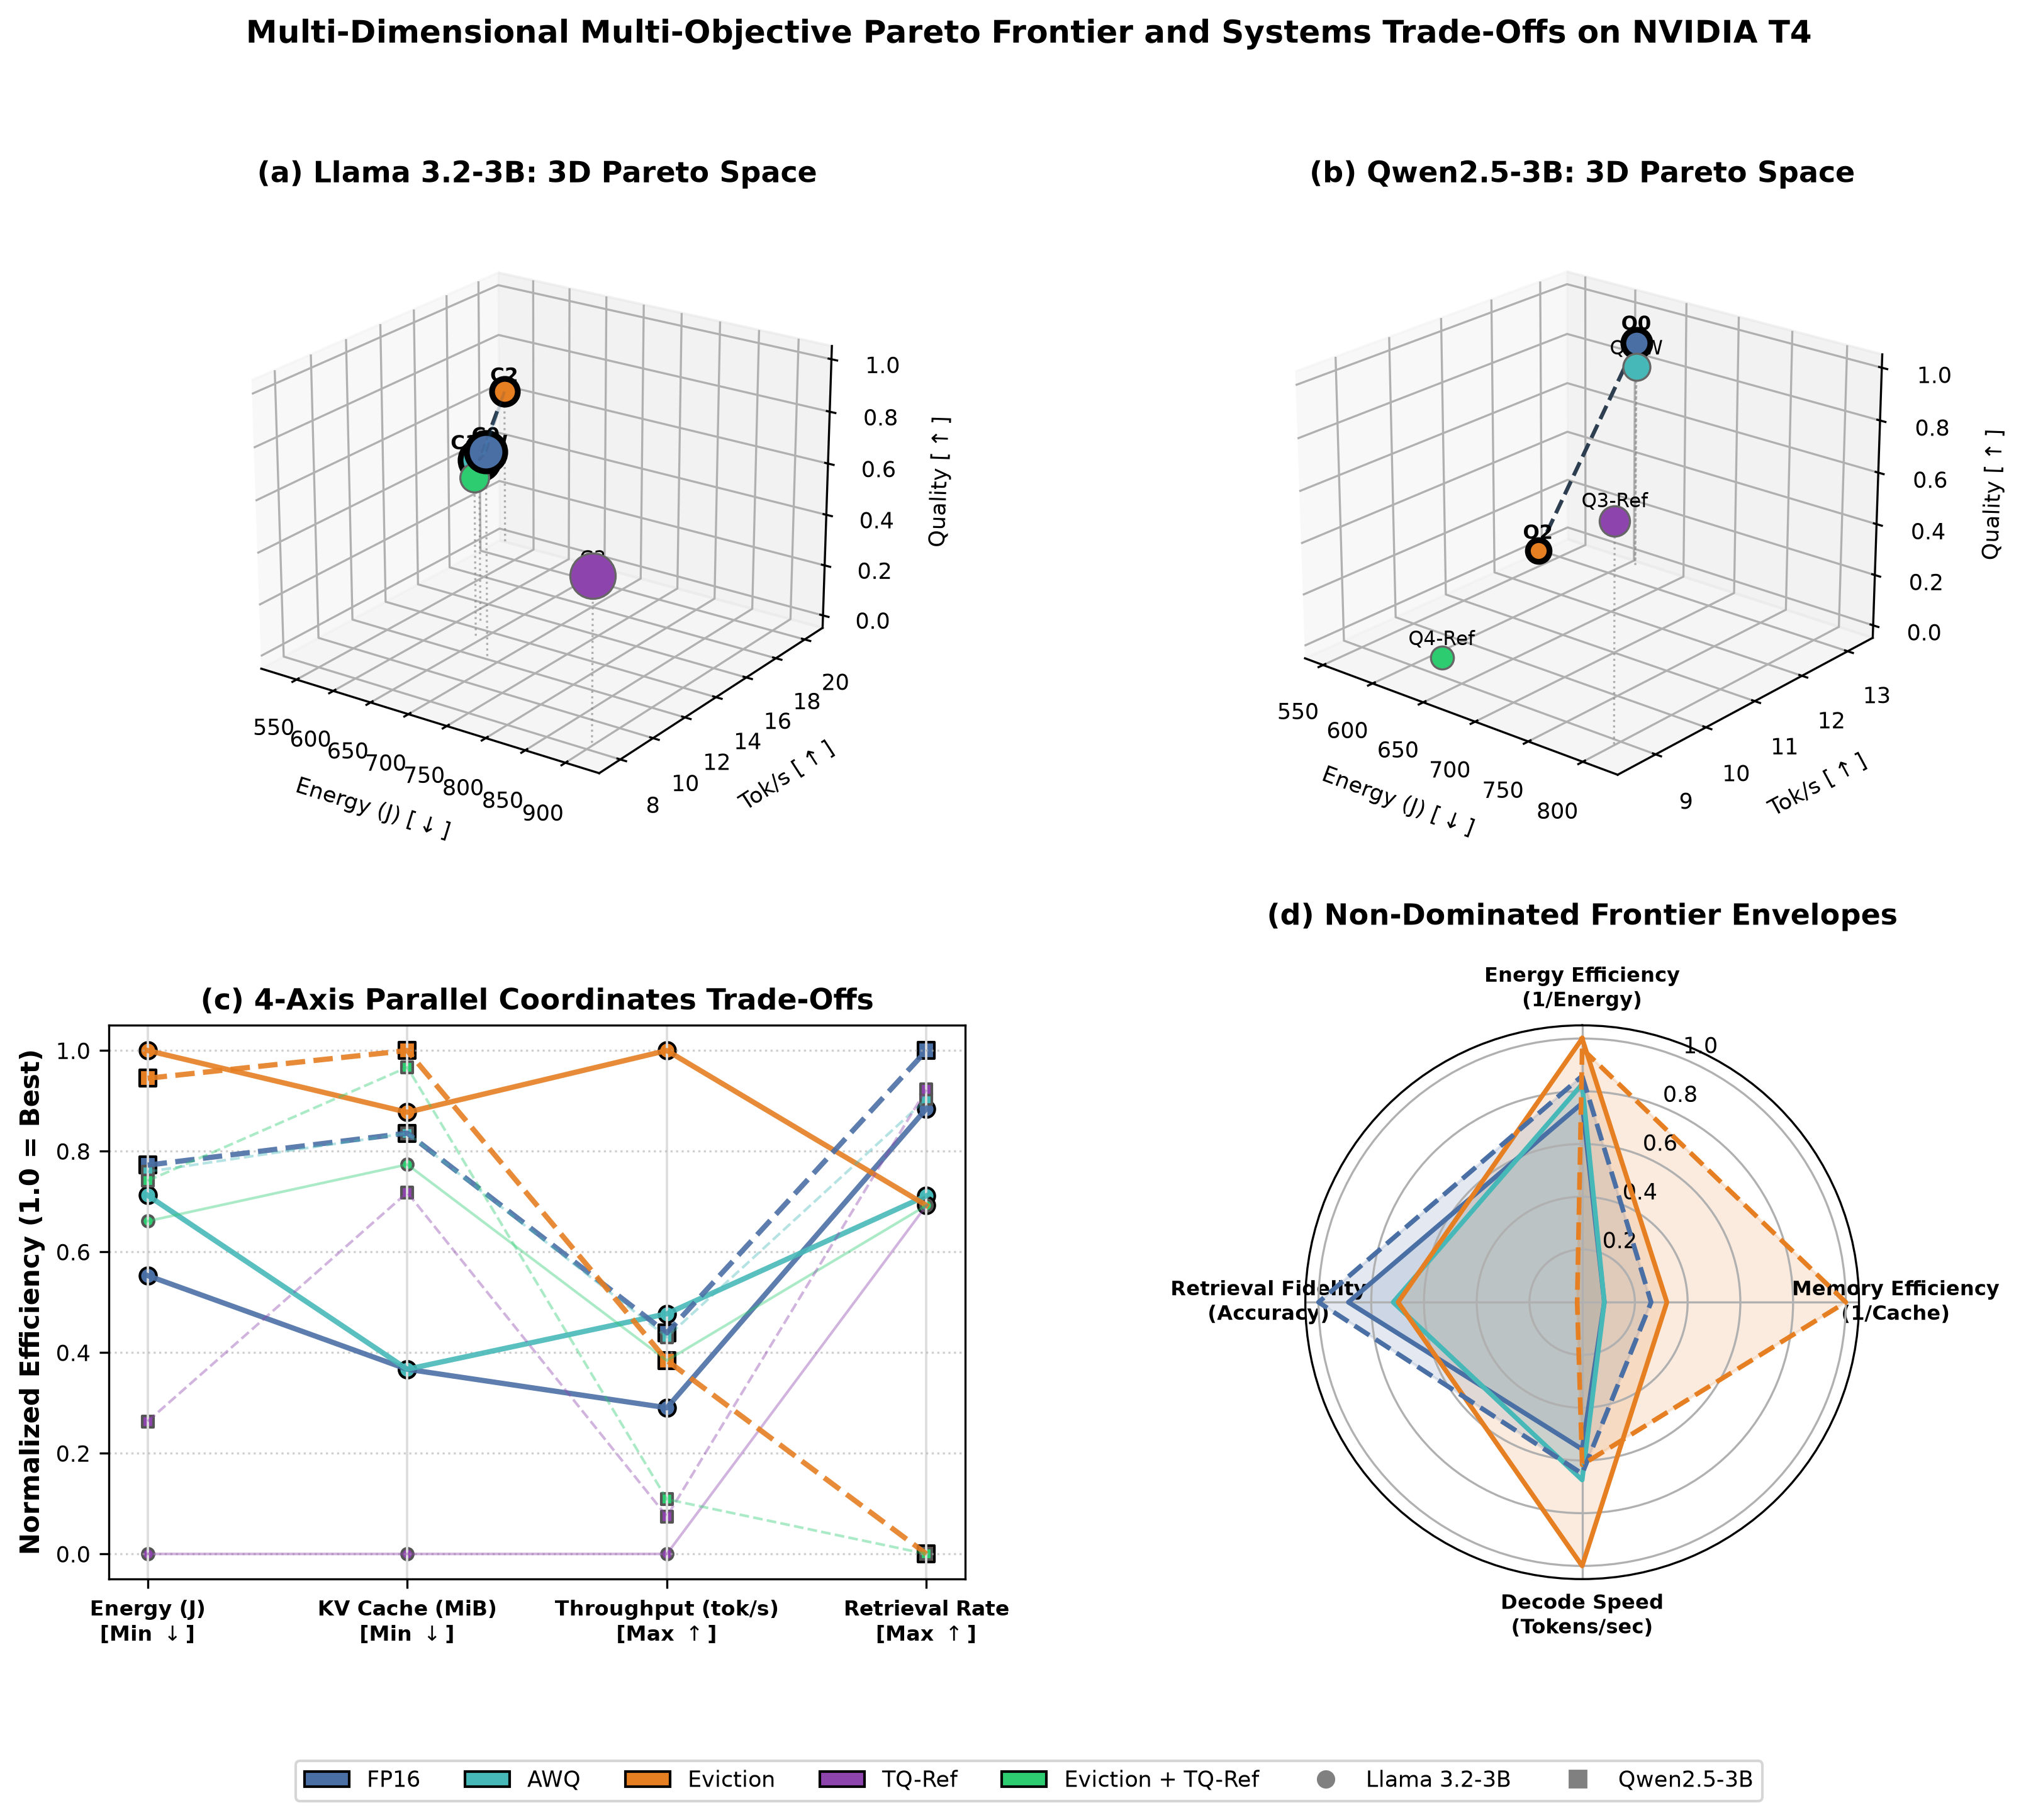 Multi-Dimensional Multi-Objective Pareto Frontier and Systems Trade-Offs on NVIDIA T4
(a) Llama 3.2-3B: 3D Pareto Space
C2
C0
1.0
0.8
0.6
0.4
0.2
0.0
Quality [ ↑ ]
550
600
650
700
750
800
850
900
Energy (J) [ ↓ ]
8
10
12
14
16
18
20
Tok/s [ ↑ ]
(b) Qwen2.5-3B: 3D Pareto Space
Q0
Q3-Ref
Q2
Q4-Ref
1.0
0.8
0.6
0.4
0.2
0.0
Quality [ ↑ ]
550
600
650
700
750
800
Energy (J) [ ↓ ]
9
10
11
12
13
Tok/s [ ↑ ]
(c) 4-Axis Parallel Coordinates Trade-Offs
Normalized Efficiency (1.0 = Best)
1.0
0.8
0.6
0.4
0.2
0.0
Energy (J)
[Min ↓ ]
KV Cache (MiB)
[Min ↓ ]
Throughput (tok/s)
[Max ↑ ]
Retrieval Rate
[Max ↑ ]
(d) Non-Dominated Frontier Envelopes
Energy Efficiency
(1/Energy)
1.0
0.8
0.6
0.4
0.2
Retrieval Fidelity
(Accuracy)
Memory Efficiency
(1/Cache)
Decode Speed
(Tokens/sec)
FP16
AWQ
Eviction
TQ-Ref
Eviction + TQ-Ref
Llama 3.2-3B
Qwen2.5-3B